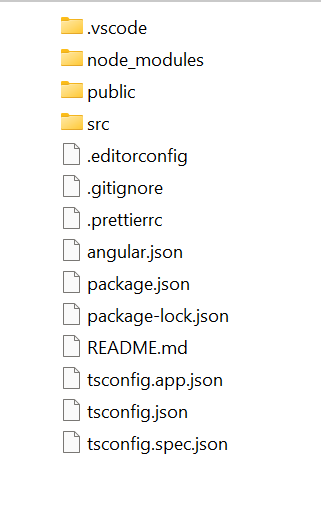 .vscode
node_modules
public
src
.editorconfig
.gitignore
.prettierrc
angular.json
package.json
package-lock.json
README.md
tsconfig.app.json
tsconfig.json
tsconfig.spec.json